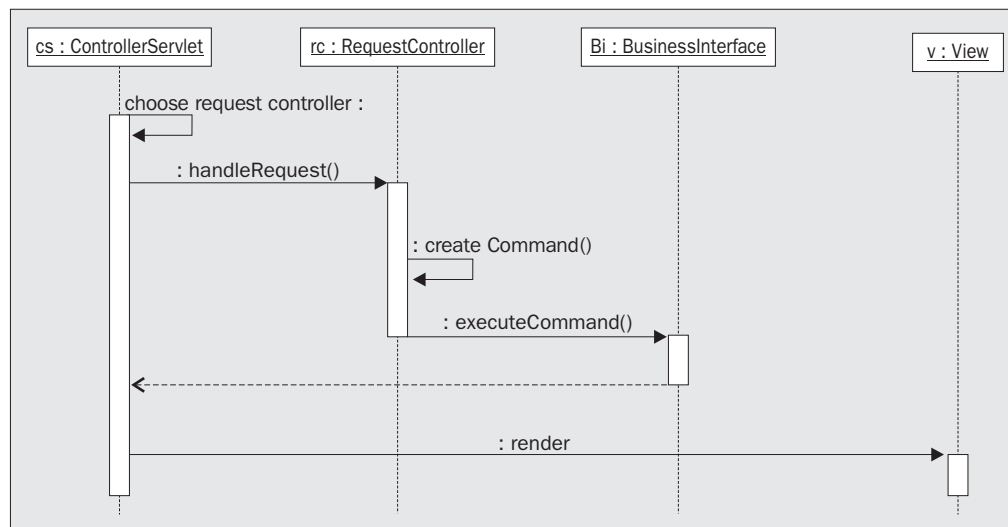 cs : ControllerServlet
rc : RequestController
Bi : BusinessInterface
v : View
choose request controller :
: handleRequest()
: create Command()
: executeCommand()
: render